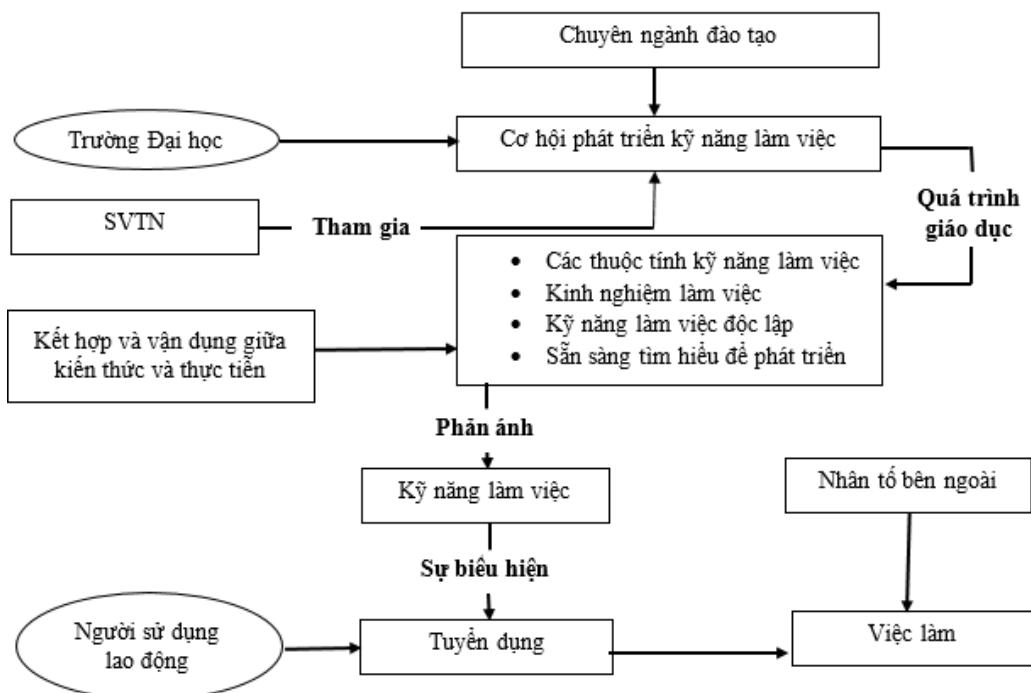 Chuyên ngành đào tạo
Trường Đại học
Cơ hội phát triển kỹ năng làm việc
SVTN
Tham gia
Quá trình
giáo dục
• Các thuộc tính kỹ năng làm việc
• Kinh nghiệm làm việc
• Kỹ năng làm việc độc lập
• Sẵn sàng tìm hiểu để phát triển
Kết hợp và vận dụng giữa
kiến thức và thực tiễn
Phản ánh
Kỹ năng làm việc
Nhân tố bên ngoài
Sự biểu hiện
Người sử dụng
lao động
Tuyển dụng
Việc làm